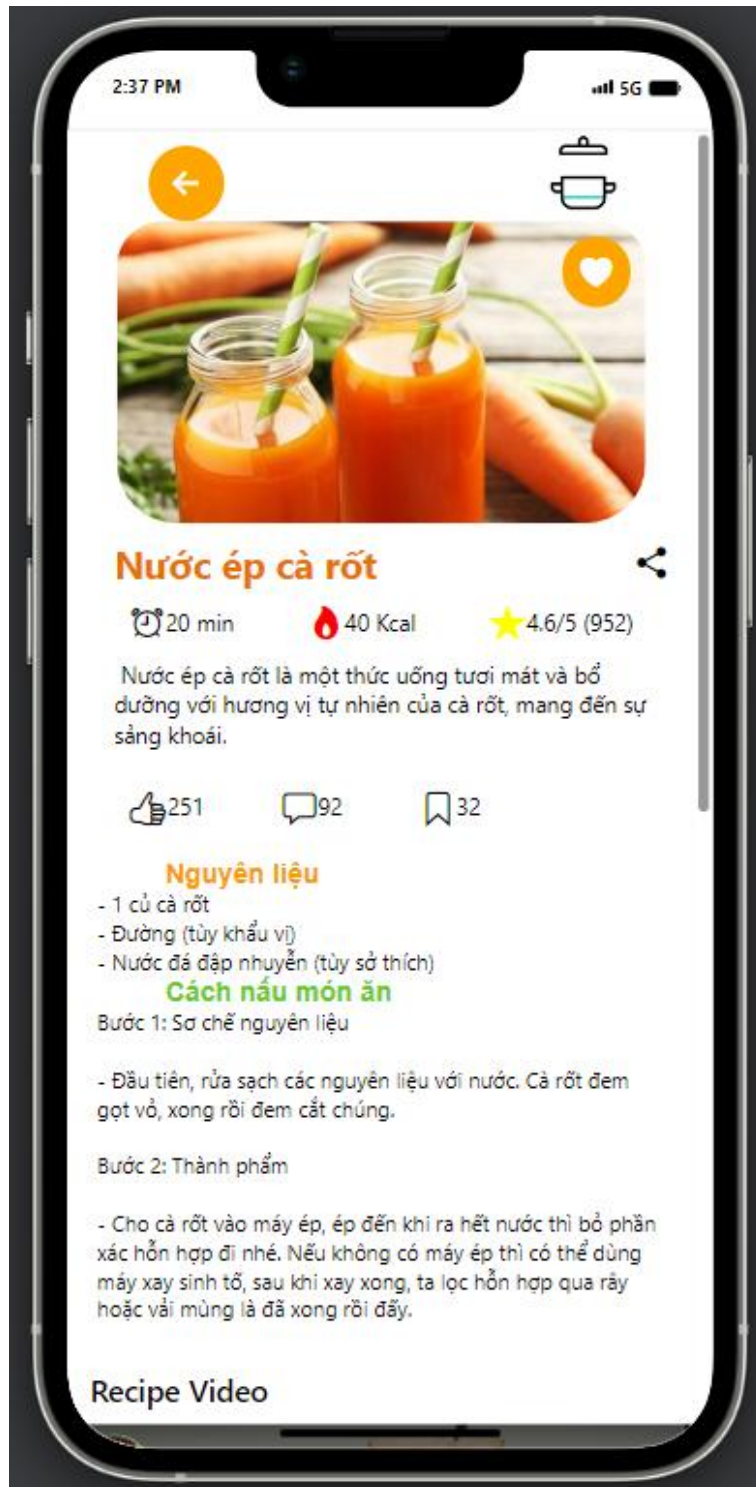 2:37 PM
5G
Nước ép cà rốt
20 min
40 Kcal
4.6/5 (952)
Nước ép cà rốt là một thức uống tươi mát và bổ
dưỡng với hương vị tự nhiên của cà rốt, mang đến sự
sảng khoái.
251
92
32
Nguyên liệu
- 1 củ cà rốt
- Đường (tùy khẩu vị)
- Nước đá đập nhuyễn (tùy sở thích)
Cách nấu món ăn
Bước 1: Sơ chế nguyên liệu
- Đầu tiên, rửa sạch các nguyên liệu với nước. Cà rốt đem
gọt vỏ, xong rồi đem cắt chúng.
Bước 2: Thành phẩm
- Cho cà rốt vào máy ép, ép đến khi ra hết nước thì bỏ phần
xác hỗn hợp đi nhé. Nếu không có máy ép thì có thể dùng
máy xay sinh tố, sau khi xay xong, ta lọc hỗn hợp qua rây
hoặc vải mùng là đã xong rồi đấy.
Recipe Video